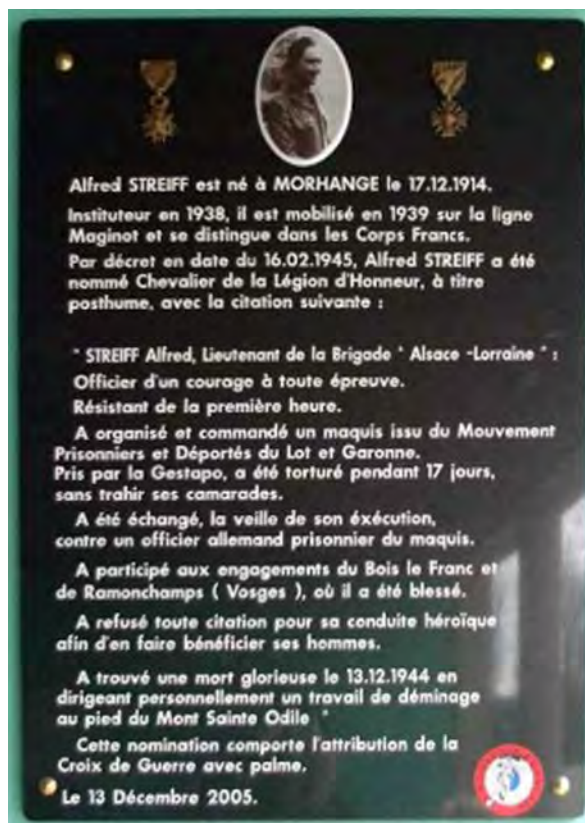 Alfred STREIFF est né à MORHANGE le 17.12.1914.
Instituteur en 1938, il est mobilisé en 1939 sur la ligne
Maginot et se distingue dans les Corps Francs.
Par décret en date du 16.02.1945, Alfred STREIFF a été
nommé Chevalier de la Légion d'Honneur, à titre
posthume, avec la citation suivante :
" STREIFF Alfred, Lieutenant de la Brigade " Alsace -Lorraine " :
Officier d'un courage à toute épreuve.
Résistant de la première heure.
A organisé et commandé un maquis issu du Mouvement
Prisonniers et Déportés du Lot et Garonne.
Pris par la Gestapo, a été torturé pendant 17 jours,
sans trahir ses camarades.
A été échangé, la veille de son éxécution,
contre un officier allemand prisonnier du maquis.
A participé aux engagements du Bois le Franc et
de Ramonchamps ( Vosges ), où il a été blessé.
A refusé toute citation pour sa conduite héroïque
afin d'en faire bénéficier ses hommes.
A trouvé une mort glorieuse le 13.12.1944 en
dirigeant personnellement un travail de déminage
au pied du Mont Sainte Odile "
Cette nomination comporte l'attribution de la
Croix de Guerre avec palme.
Le 13 Décembre 2005.